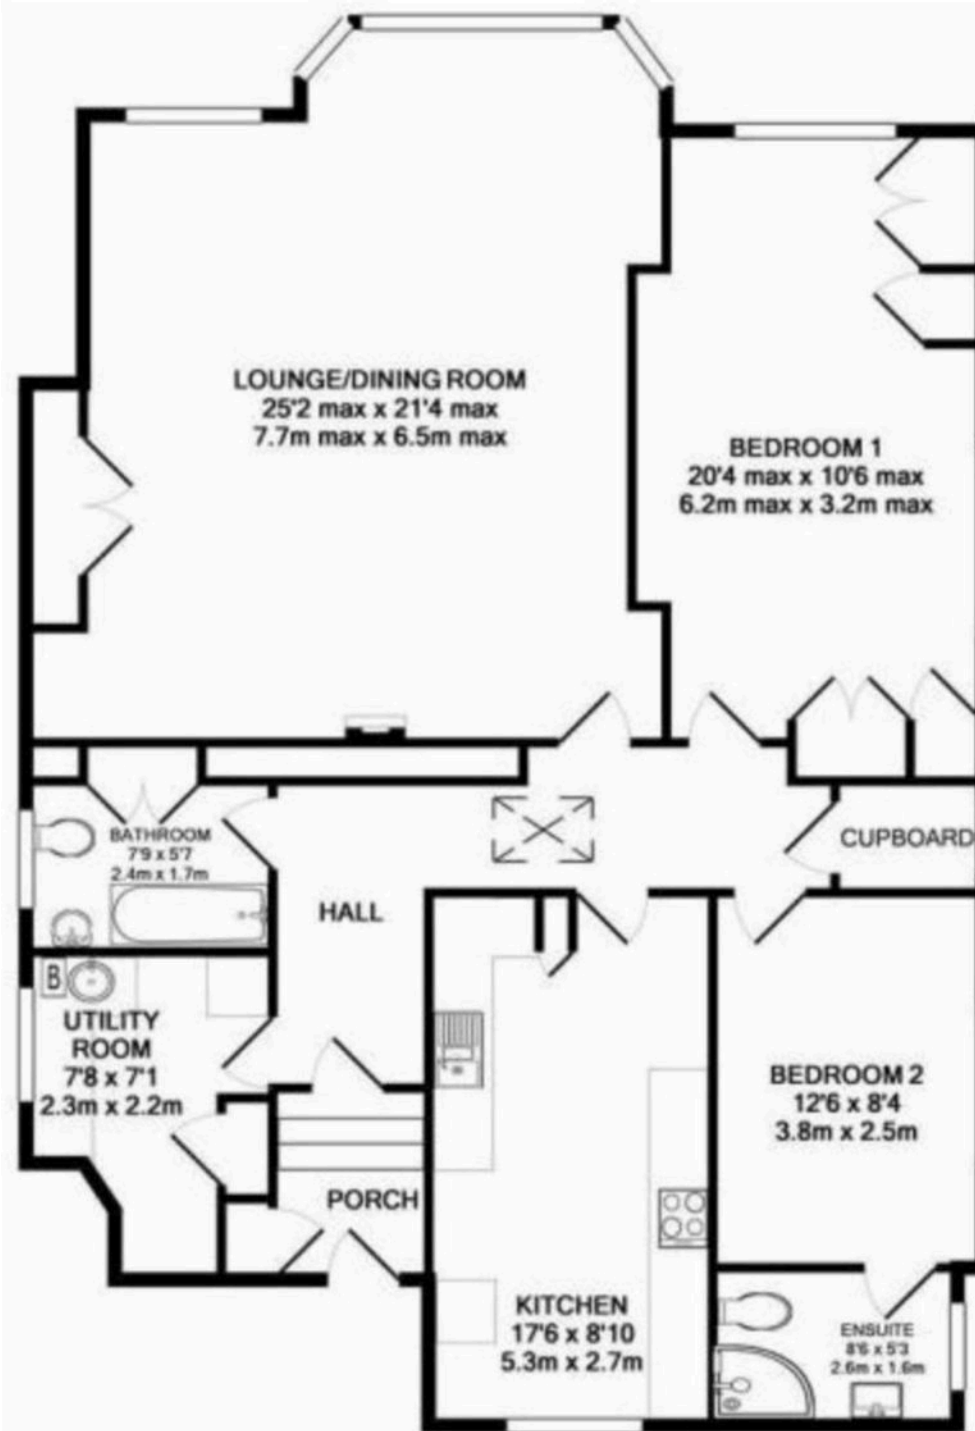 LOUNGE/DINING ROOM
25'2 max x 21'4 max
7.7m max x 6.5m max
BEDROOM 1
20'4 max x 10'6 max
6.2m max x 3.2m max
BATHROOM
7'9 x 5'7
2.4m x 1.7m
CUPBOARD
HALL
B
UTILITY
ROOM
7'8 x 7'1
2.3m x 2.2m
BEDROOM 2
12'6 x 8'4
3.8m x 2.5m
PORCH
KITCHEN
17'6 x 8'10
5.3m x 2.7m
ENSUITE
8'6 x 5'3
2.6m x 1.6m